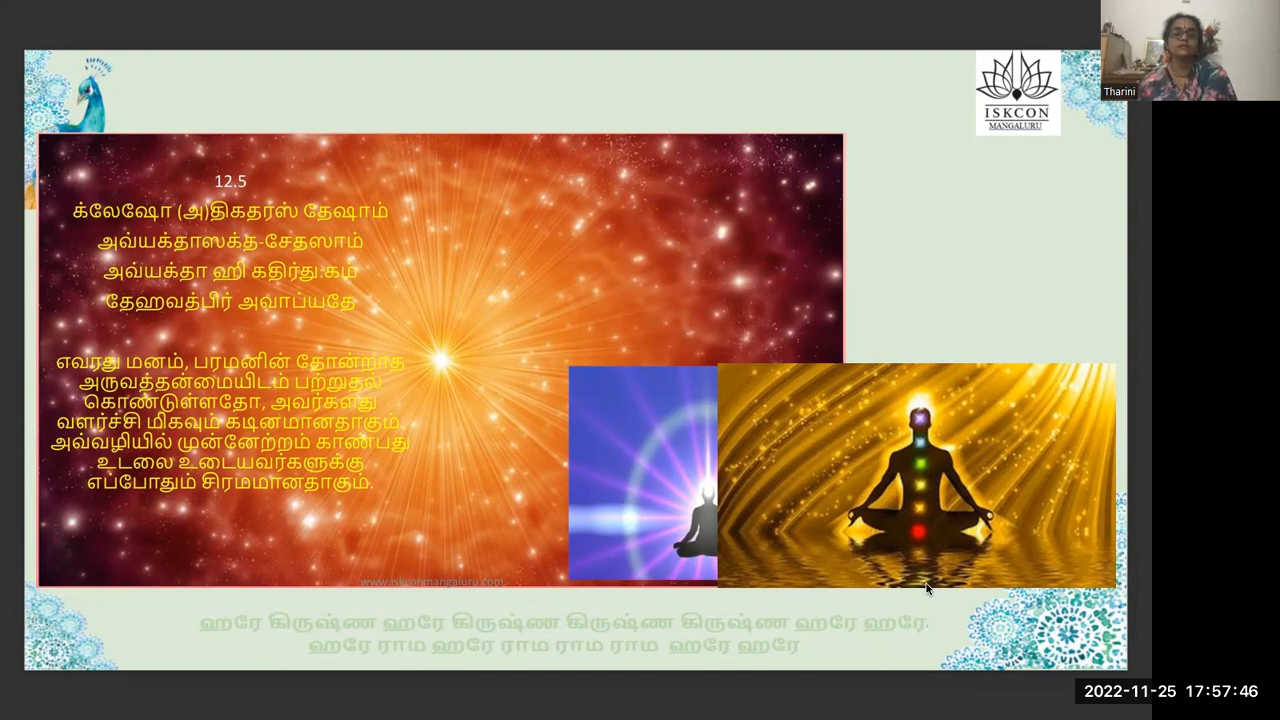 Tharini
ISKCON
MANGALURU
12.5
க்லேஷோ (அ)திகதரஸ் தேஷாம்
அவ்யக்தாஸக்த-சேதஸாம்
அவ்யக்தா ஹி கதிர்து:கம்
தேஹவத்பிர் அவாப்யதே
எவரது மனம், பரமனின் தோன்றாத
அருவத்தன்மையிடம் பற்றுதல்
கொண்டுள்ளதோ, அவர்களது
வளர்ச்சி மிகவும் கடினமானதாகும்.
அவ்வழியில் முன்னேற்றம் காண்பது
உடலை உடையவர்களுக்கு
எப்போதும் சிரமமானதாகும்.
www.iskconmangaluru.com
ஹரே கிருஷ்ண ஹரே கிருஷ்ண கிருஷ்ண கிருஷ்ண ஹரே ஹரே.
ஹரே ராம ஹரே ராம ராம ராம ஹரே ஹரே
2022-11-25 17:57:46